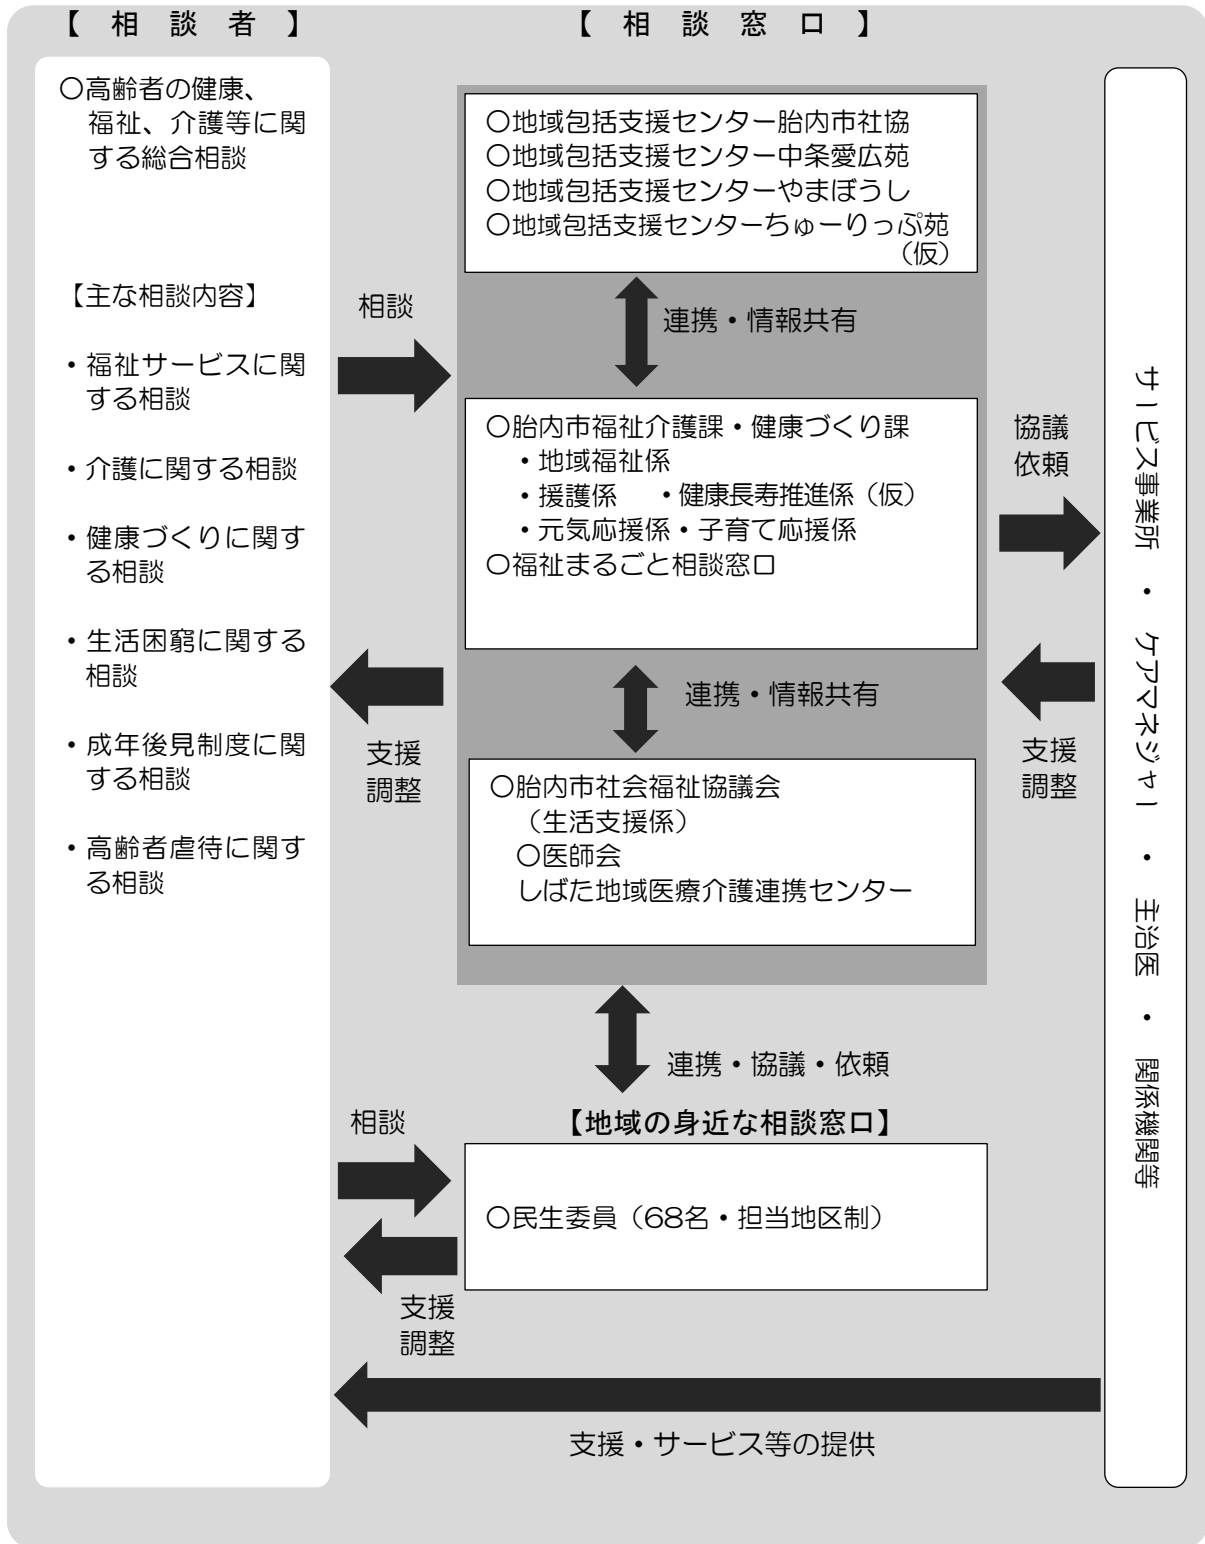 【 相 談 者 】
○高齢者の健康、
福祉、介護等に関
する総合相談
【主な相談内容】
・福祉サービスに関
する相談
・介護に関する相談
・健康づくりに関す
る相談
・生活困窮に関する
相談
・成年後見制度に関
する相談
・高齢者虐待に関す
る相談
相談
支援
調整
相談
支援
調整
【 相 談 窓 口 】
○地域包括支援センター胎内市社協
○地域包括支援センター中条愛広苑
○地域包括支援センターやまぼうし
○地域包括支援センターちゅーりっぷ苑
（仮）
連携・情報共有
○胎内市福祉介護課・健康づくり課
・地域福祉係
・援護係 ・健康長寿推進係（仮）
・元気応援係・子育て応援係
○福祉まるごと相談窓口
連携・情報共有
○胎内市社会福祉協議会
（生活支援係）
○医師会
しばた地域医療介護連携センター
連携・協議・依頼
【地域の身近な相談窓口】
○民生委員（68名・担当地区制）
協議
依頼
支援
調整
サービス事業所 ・ ケアマネジャー ・ 主治医 ・ 関係機関等
支援・サービス等の提供